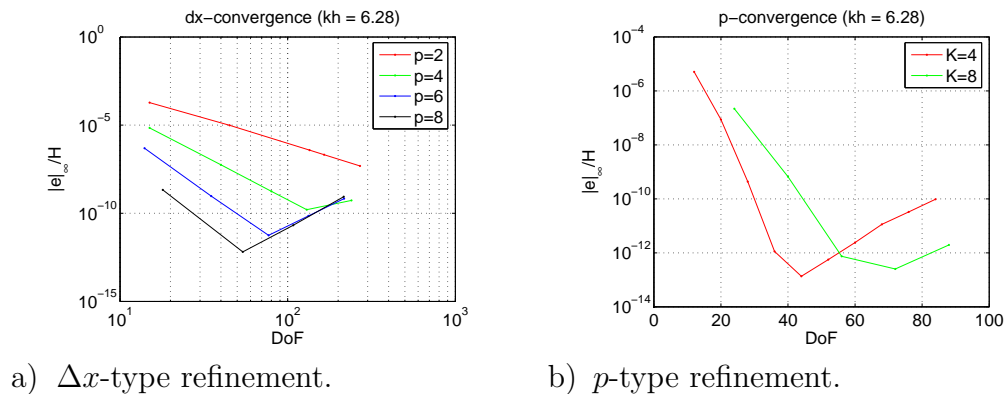 dx-convergence (kh = 6.28)
10^0
10^−5
10^−10
10^−15
|e|_∞/H
p=2
p=4
p=6
p=8
10^1
10^2
10^3
DoF
a) Δx-type refinement.
p-convergence (kh = 6.28)
10^−4
10^−6
10^−8
10^−10
10^−12
10^−14
|e|_∞/H
K=4
K=8
0
20
40
60
80
100
DoF
b) p-type refinement.